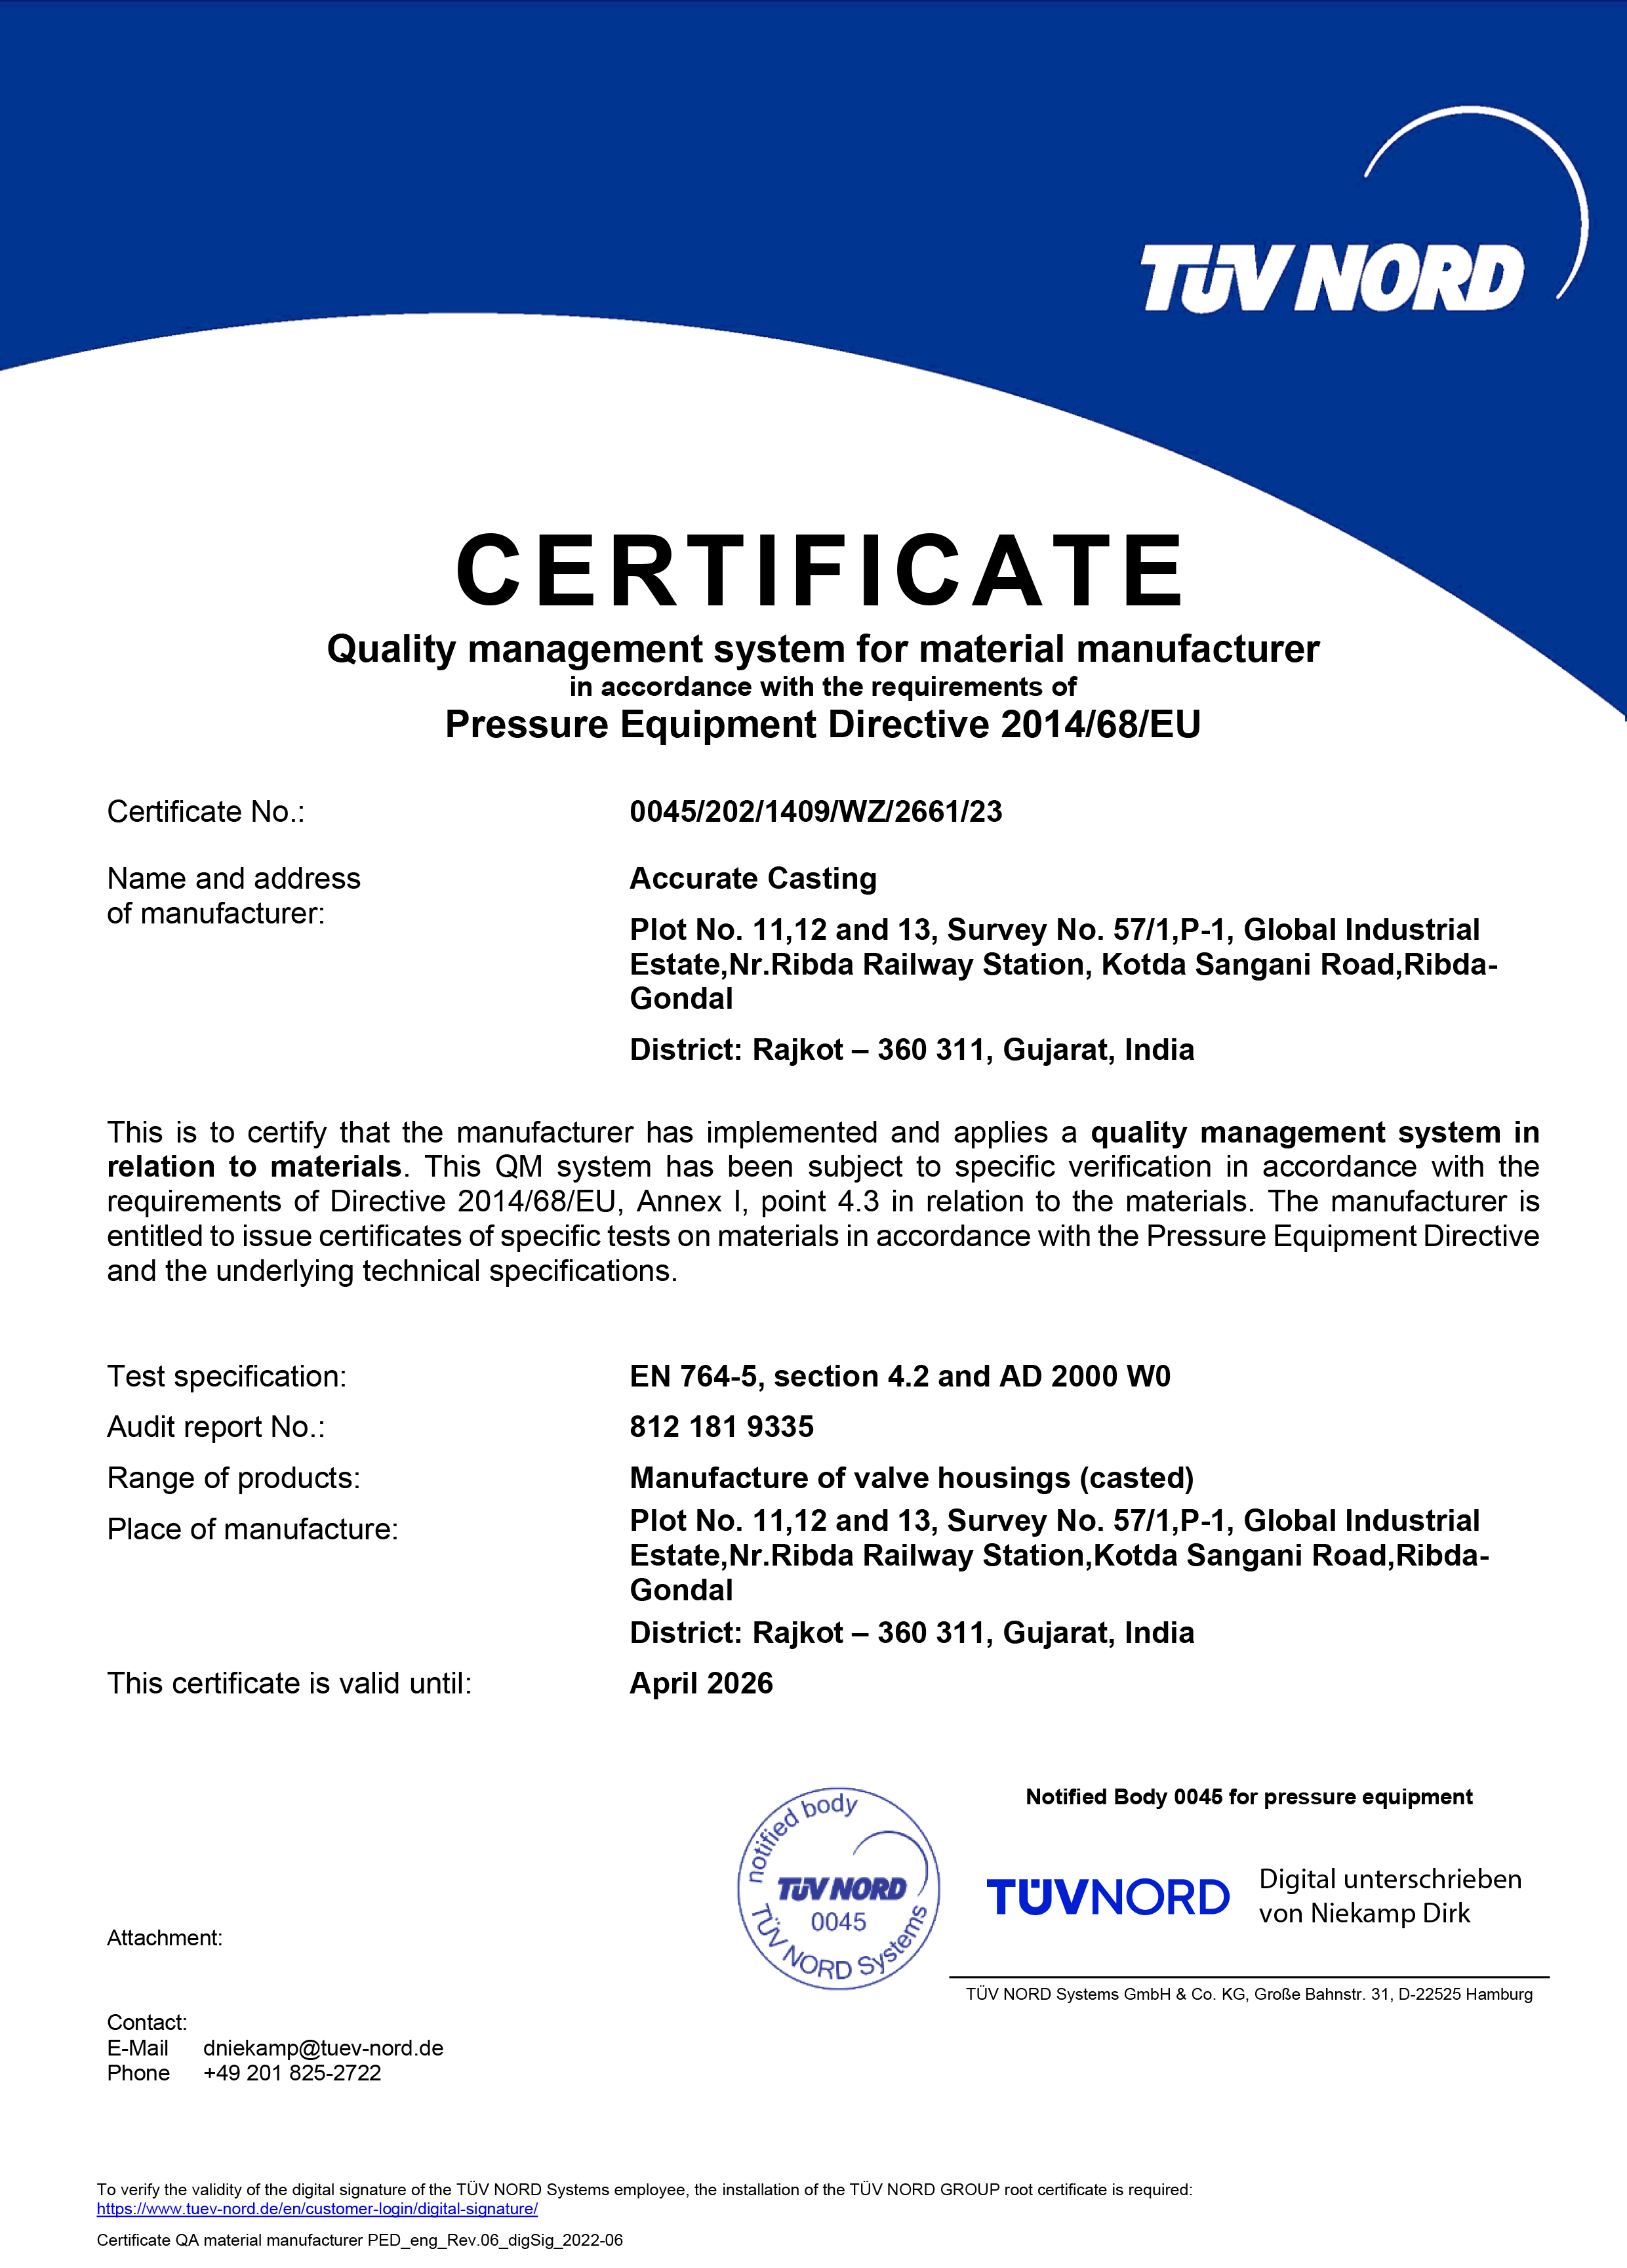 TÜV NORD
CERTIFICATE
Quality management system for material manufacturer
in accordance with the requirements of
Pressure Equipment Directive 2014/68/EU
Certificate No.: 0045/202/1409/WZ/2661/23
Name and address Accurate Casting
of manufacturer:
Plot No. 11,12 and 13, Survey No. 57/1,P-1, Global Industrial
Estate,Nr.Ribda Railway Station, Kotda Sangani Road,Ribda-
Gondal
District: Rajkot – 360 311, Gujarat, India
This is to certify that the manufacturer has implemented and applies a quality management system in
relation to materials. This QM system has been subject to specific verification in accordance with the
requirements of Directive 2014/68/EU, Annex I, point 4.3 in relation to the materials. The manufacturer is
entitled to issue certificates of specific tests on materials in accordance with the Pressure Equipment Directive
and the underlying technical specifications.
Test specification: EN 764-5, section 4.2 and AD 2000 W0
Audit report No.: 812 181 9335
Range of products: Manufacture of valve housings (casted)
Place of manufacture: Plot No. 11,12 and 13, Survey No. 57/1,P-1, Global Industrial
Estate,Nr.Ribda Railway Station,Kotda Sangani Road,Ribda-
Gondal
District: Rajkot – 360 311, Gujarat, India
This certificate is valid until: April 2026
notified body
TÜV NORD
0045
TÜV NORD Systems
Notified Body 0045 for pressure equipment
TÜVNORD
Digital unterschrieben
von Niekamp Dirk
TÜV NORD Systems GmbH & Co. KG, Große Bahnstr. 31, D-22525 Hamburg
Attachment:
Contact:
E-Mail dniekamp@tuev-nord.de
Phone +49 201 825-2722
To verify the validity of the digital signature of the TÜV NORD Systems employee, the installation of the TÜV NORD GROUP root certificate is required:
https://www.tuev-nord.de/en/customer-login/digital-signature/
Certificate QA material manufacturer PED_eng_Rev.06_digSig_2022-06